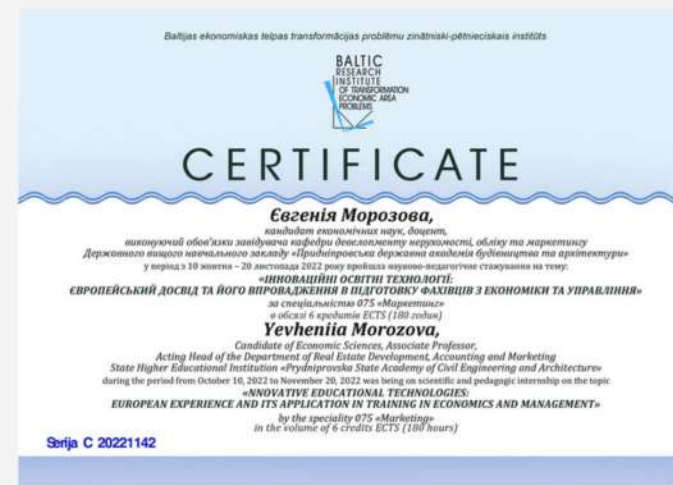 Baltijas ekonomiskas telpas transformācijas problēmu zinātniski-pētnieciskais institūts
BALTIC
RESEARCH
INSTITUTE
OF TRANSFORMATION
ECONOMIC AREA
PROBLEMS
CERTIFICATE
Євгенія Морозова,
кандидат економічних наук, доцент,
виконуючий обов'язки завідувача кафедри девелопменту нерухомості, обліку та маркетингу
Державного вищого навчального закладу «Придніпровська державна академія будівництва та архітектури»
у період з 10 жовтня – 20 листопада 2022 року пройшла науково-педагогічне стажування на тему:
«ІННОВАЦІЙНІ ОСВІТНІ ТЕХНОЛОГІЇ:
ЄВРОПЕЙСЬКИЙ ДОСВІД ТА ЙОГО ВПРОВАДЖЕННЯ В ПІДГОТОВКУ ФАХІВЦІВ З ЕКОНОМІКИ ТА УПРАВЛІННЯ»
за спеціальністю 075 «Маркетинг»
в обсязі 6 кредитів ECTS (180 годин)
Yevheniia Morozova,
Candidate of Economic Sciences, Associate Professor,
Acting Head of the Department of Real Estate Development, Accounting and Marketing
State Higher Educational Institution «Prydniprovska State Academy of Civil Engineering and Architecture»
during the period from October 10, 2022 to November 20, 2022 was being on scientific and pedagogic internship on the topic
«NNOVATIVE EDUCATIONAL TECHNOLOGIES:
EUROPEAN EXPERIENCE AND ITS APPLICATION IN TRAINING IN ECONOMICS AND MANAGEMENT»
by the speciality 075 «Marketing»
in the volume of 6 credits ECTS (180 hours)
Serija C 20221142